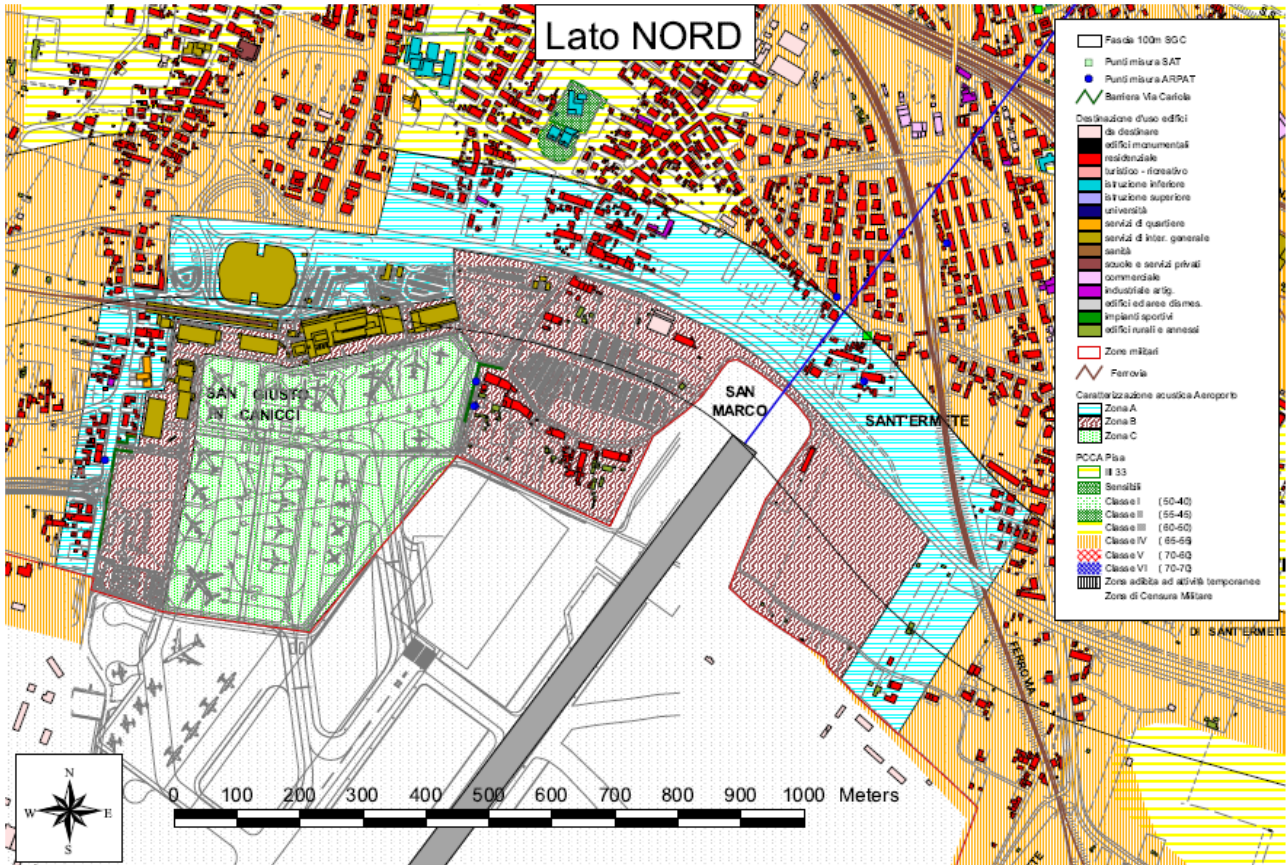 Lato NORD
Fascia 100m SGC
Punti misura SAT
Punti misura ARPAT
Barriera Via Cariola
Destinazione d'uso edifici
da destinare
edifici monumentali
residenziale
turistico - ricreativo
istruzione inferiore
istruzione superiore
università
servizi di quartiere
servizi di inter. generale
sanità
scuole e servizi privati
commerciale
industriale artig.
edifici ed aree dismes.
impianti sportivi
edifici rurali e annessi
Zone militari
Ferrovia
Caratterizzazione acustica Aeroporto
Zona A
Zona B
Zona C
PCCA Pisa
III 33
Sensibili
Classe I (50-40)
Classe II (55-45)
Classe III (60-50)
Classe IV (65-55)
Classe V (70-60)
Classe VI (70-70)
Zona adibita ad attività temporanee
Zona di Censura Militare
SAN GIUSTO
IN CANICCI
SAN
MARCO
SANT'ERMETE
DI SANT'ERMETE
FERROVIA
N
W E
S
0 100 200 300 400 500 600 700 800 900 1000 Meters